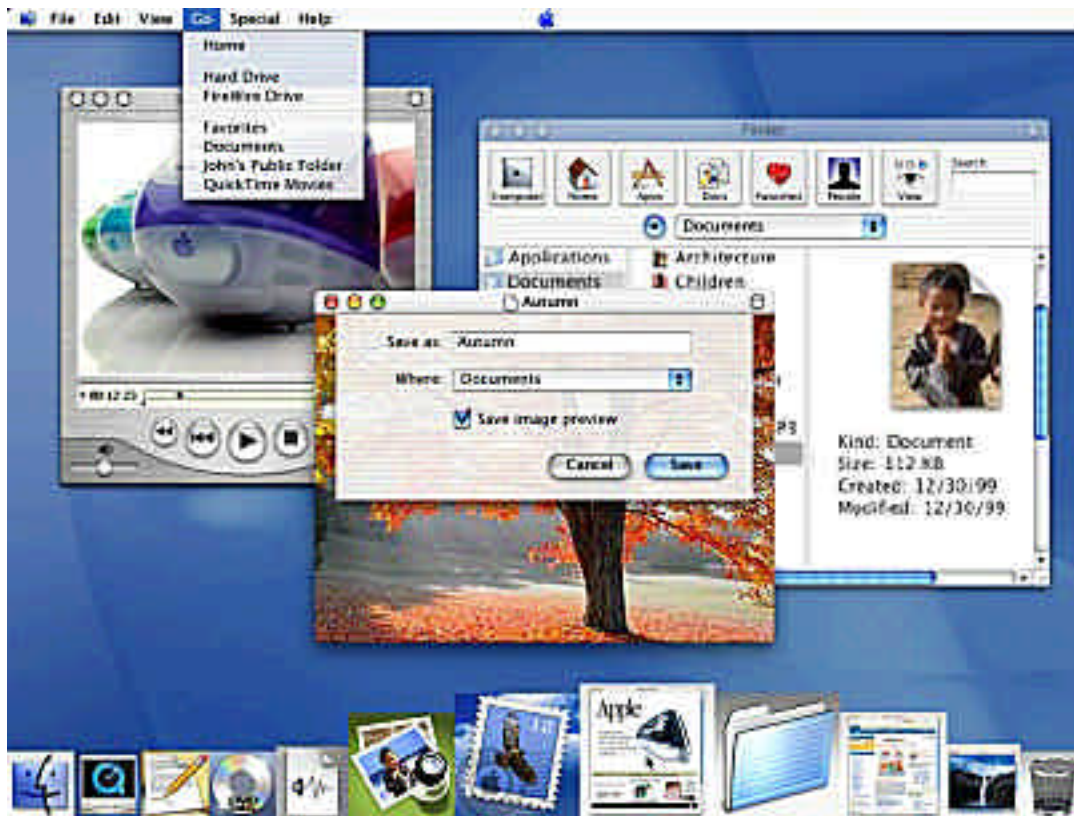 File Edit View Go Special Help
Home
Hard Drive
FireWire Drive
Favorites
Documents
John's Public Folder
QuickTime Movies
Finder
Computer Home Apps Docs Favorites People View Search
Documents
Applications
Documents
Architecture
Children
Autumn
Save as: Autumn
Where: Documents
Save image preview
Cancel Save
Kind: Document
Size: 112 KB
Created: 12/30/99
Modified: 12/30/99
Apple